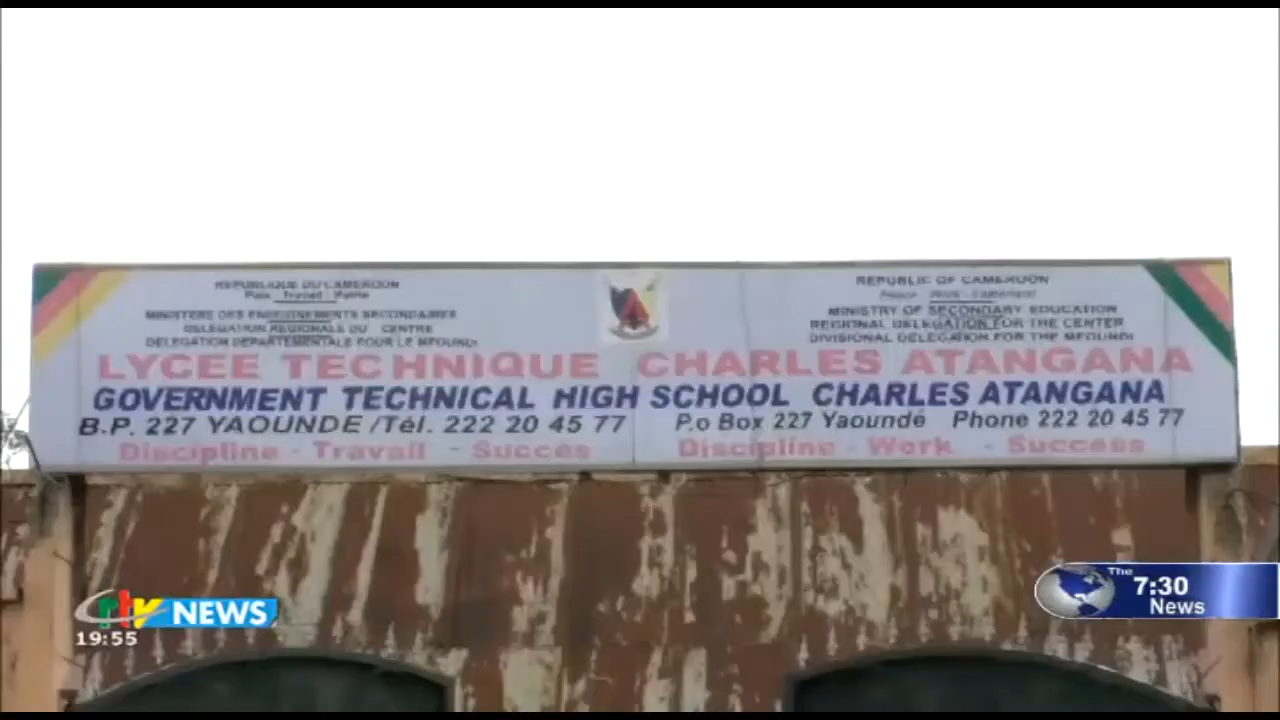 REPUBLIQUE DU CAMEROUN
Paix - Travail - Patrie
MINISTERE DES ENSEIGNEMENTS SECONDAIRES
DELEGATION REGIONALE DU CENTRE
DELEGATION DEPARTEMENTALE POUR LE MFOUNDI
REPUBLIC OF CAMEROON
Peace - Work - Fatherland
MINISTRY OF SECONDARY EDUCATION
REGIONAL DELEGATION FOR THE CENTER
DIVISIONAL DELEGATION FOR THE MFOUNDI
LYCEE TECHNIQUE CHARLES ATANGANA
GOVERNMENT TECHNICAL HIGH SCHOOL CHARLES ATANGANA
B.P. 227 YAOUNDE /Tél. 222 20 45 77
P.o Box 227 Yaoundé Phone 222 20 45 77
Discipline - Travail - Succès
Discipline - Work - Success
crtv NEWS
19:55
The
7:30
News